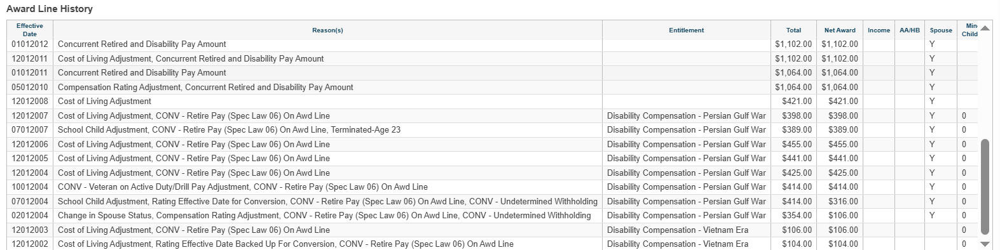 Award Line History
Effective Date Reason(s) Entitlement Total Net Award Income AA/HB Spouse Min Child
01012012 Concurrent Retired and Disability Pay Amount $1,102.00 $1,102.00 Y
12012011 Cost of Living Adjustment, Concurrent Retired and Disability Pay Amount $1,102.00 $1,102.00 Y
01012011 Concurrent Retired and Disability Pay Amount $1,064.00 $1,064.00 Y
05012010 Compensation Rating Adjustment, Concurrent Retired and Disability Pay Amount $1,064.00 $1,064.00 Y
12012008 Cost of Living Adjustment $421.00 $421.00 Y
12012007 Cost of Living Adjustment, CONV - Retire Pay (Spec Law 06) On Awd Line Disability Compensation - Persian Gulf War $398.00 $398.00 Y 0
07012007 School Child Adjustment, CONV - Retire Pay (Spec Law 06) On Awd Line, Terminated-Age 23 Disability Compensation - Persian Gulf War $389.00 $389.00 Y 0
12012006 Cost of Living Adjustment, CONV - Retire Pay (Spec Law 06) On Awd Line Disability Compensation - Persian Gulf War $455.00 $455.00 Y 0
12012005 Cost of Living Adjustment, CONV - Retire Pay (Spec Law 06) On Awd Line Disability Compensation - Persian Gulf War $441.00 $441.00 Y 0
12012004 Cost of Living Adjustment, CONV - Retire Pay (Spec Law 06) On Awd Line Disability Compensation - Persian Gulf War $425.00 $425.00 Y 0
10012004 CONV - Veteran on Active Duty/Drill Pay Adjustment, CONV - Retire Pay (Spec Law 06) On Awd Line Disability Compensation - Persian Gulf War $414.00 $414.00 Y 0
07012004 School Child Adjustment, Rating Effective Date for Conversion, CONV - Retire Pay (Spec Law 06) On Awd Line, CONV - Undetermined Withholding Disability Compensation - Persian Gulf War $414.00 $316.00 Y 0
02012004 Change in Spouse Status, Compensation Rating Adjustment, CONV - Retire Pay (Spec Law 06) On Awd Line, CONV - Undetermined Withholding Disability Compensation - Persian Gulf War $354.00 $106.00 Y 0
12012003 Cost of Living Adjustment, CONV - Retire Pay (Spec Law 06) On Awd Line Disability Compensation - Vietnam Era $106.00 $106.00 0
12012002 Cost of Living Adjustment, Rating Effective Date Backed Up For Conversion, CONV - Retire Pay (Spec Law 06) On Awd Line Disability Compensation - Vietnam Era $104.00 $104.00 0